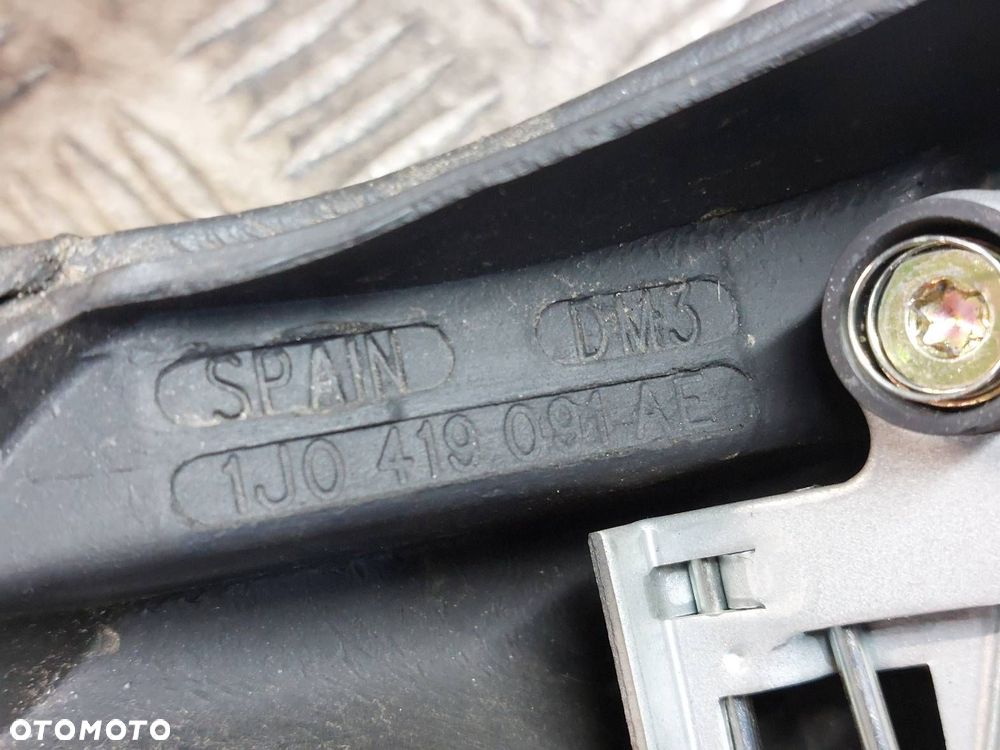 SPAIN
DM3
1J0 419 091 AE
OTOMOTO